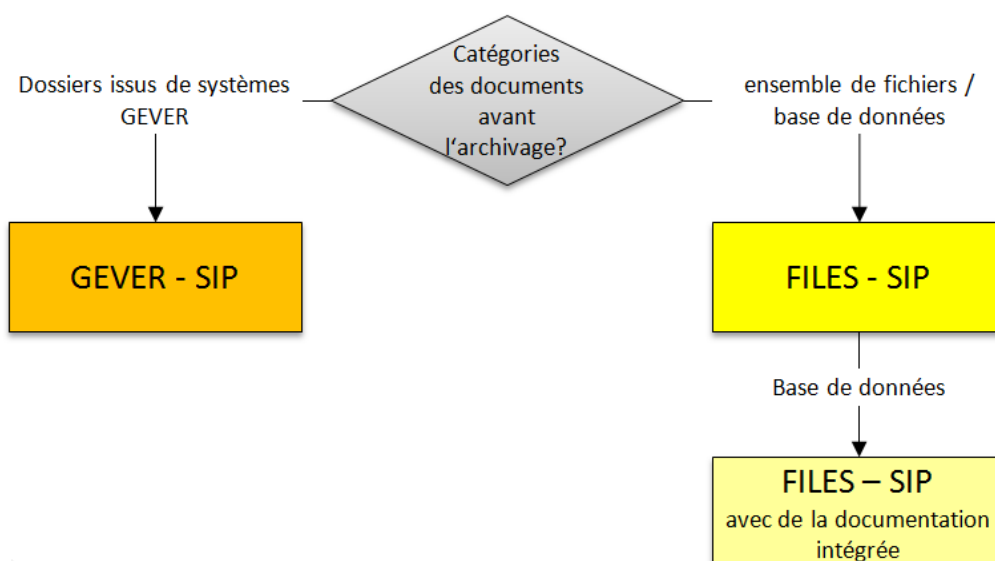 Catégories
des documents
avant
l‘archivage?
Dossiers issus de systèmes
GEVER
ensemble de fichiers /
base de données
GEVER - SIP
FILES - SIP
Base de données
FILES – SIP
avec de la documentation
intégrée